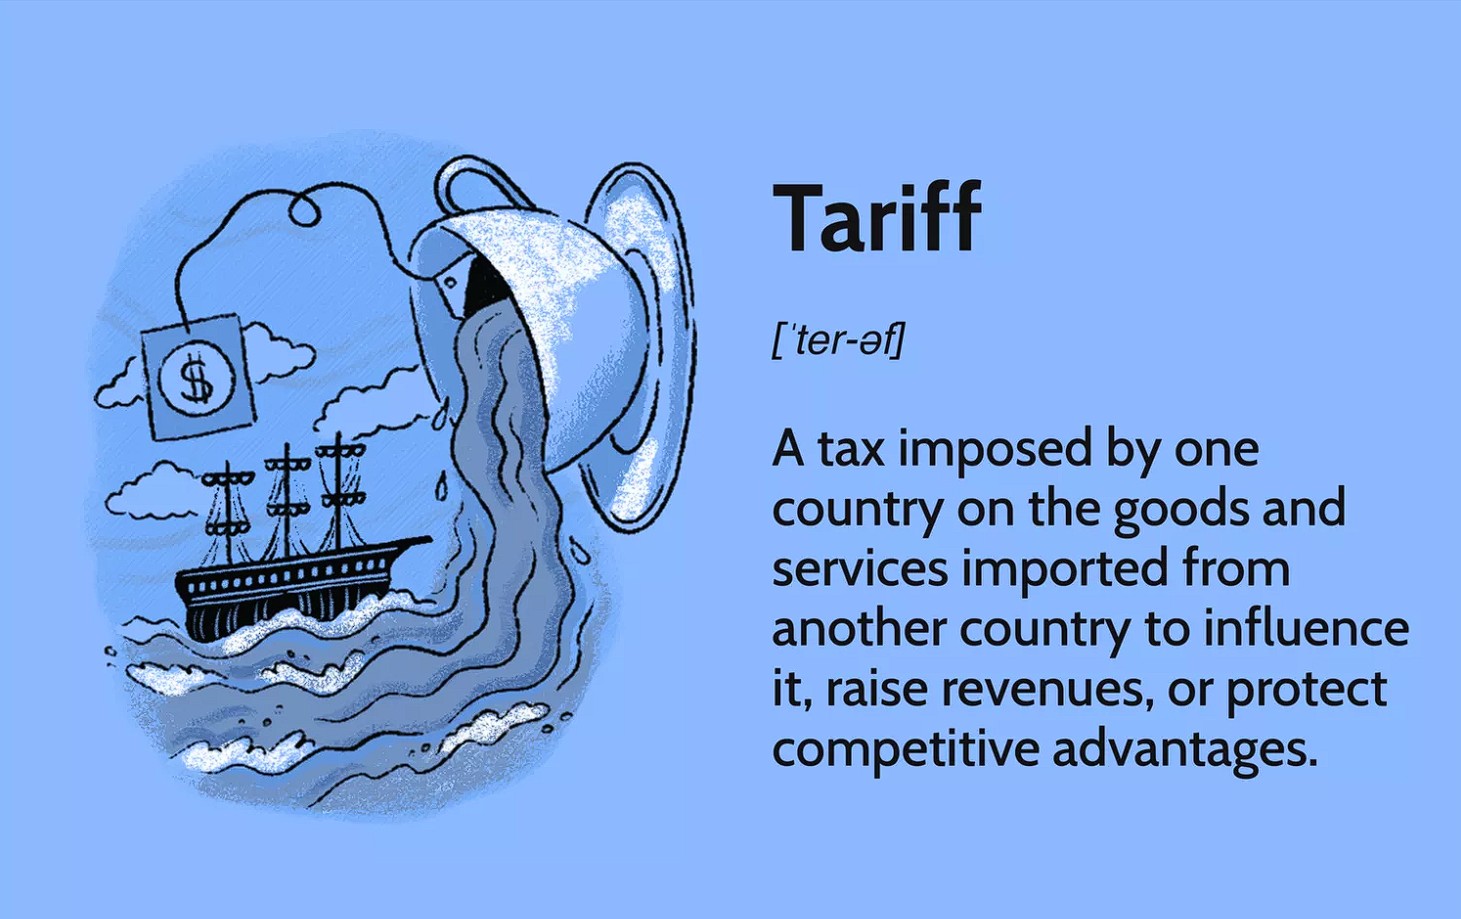 Tariff
[ˈter-əf]
A tax imposed by one
country on the goods and
services imported from
another country to influence
it, raise revenues, or protect
competitive advantages.
$